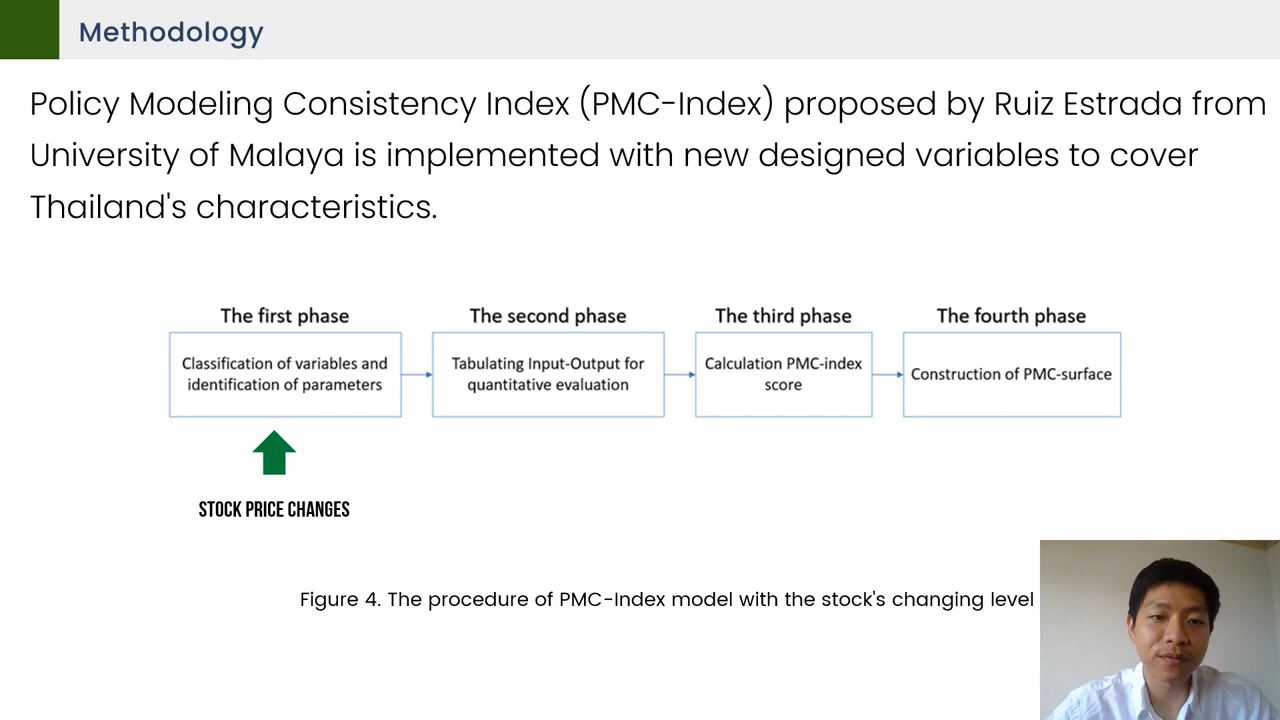 Methodology
Policy Modeling Consistency Index (PMC-Index) proposed by Ruiz Estrada from
University of Malaya is implemented with new designed variables to cover
Thailand's characteristics.
The first phase
Classification of variables and
identification of parameters
The second phase
Tabulating Input-Output for
quantitative evaluation
The third phase
Calculation PMC-index
score
The fourth phase
Construction of PMC-surface
STOCK PRICE CHANGES
Figure 4. The procedure of PMC-Index model with the stock's changing level